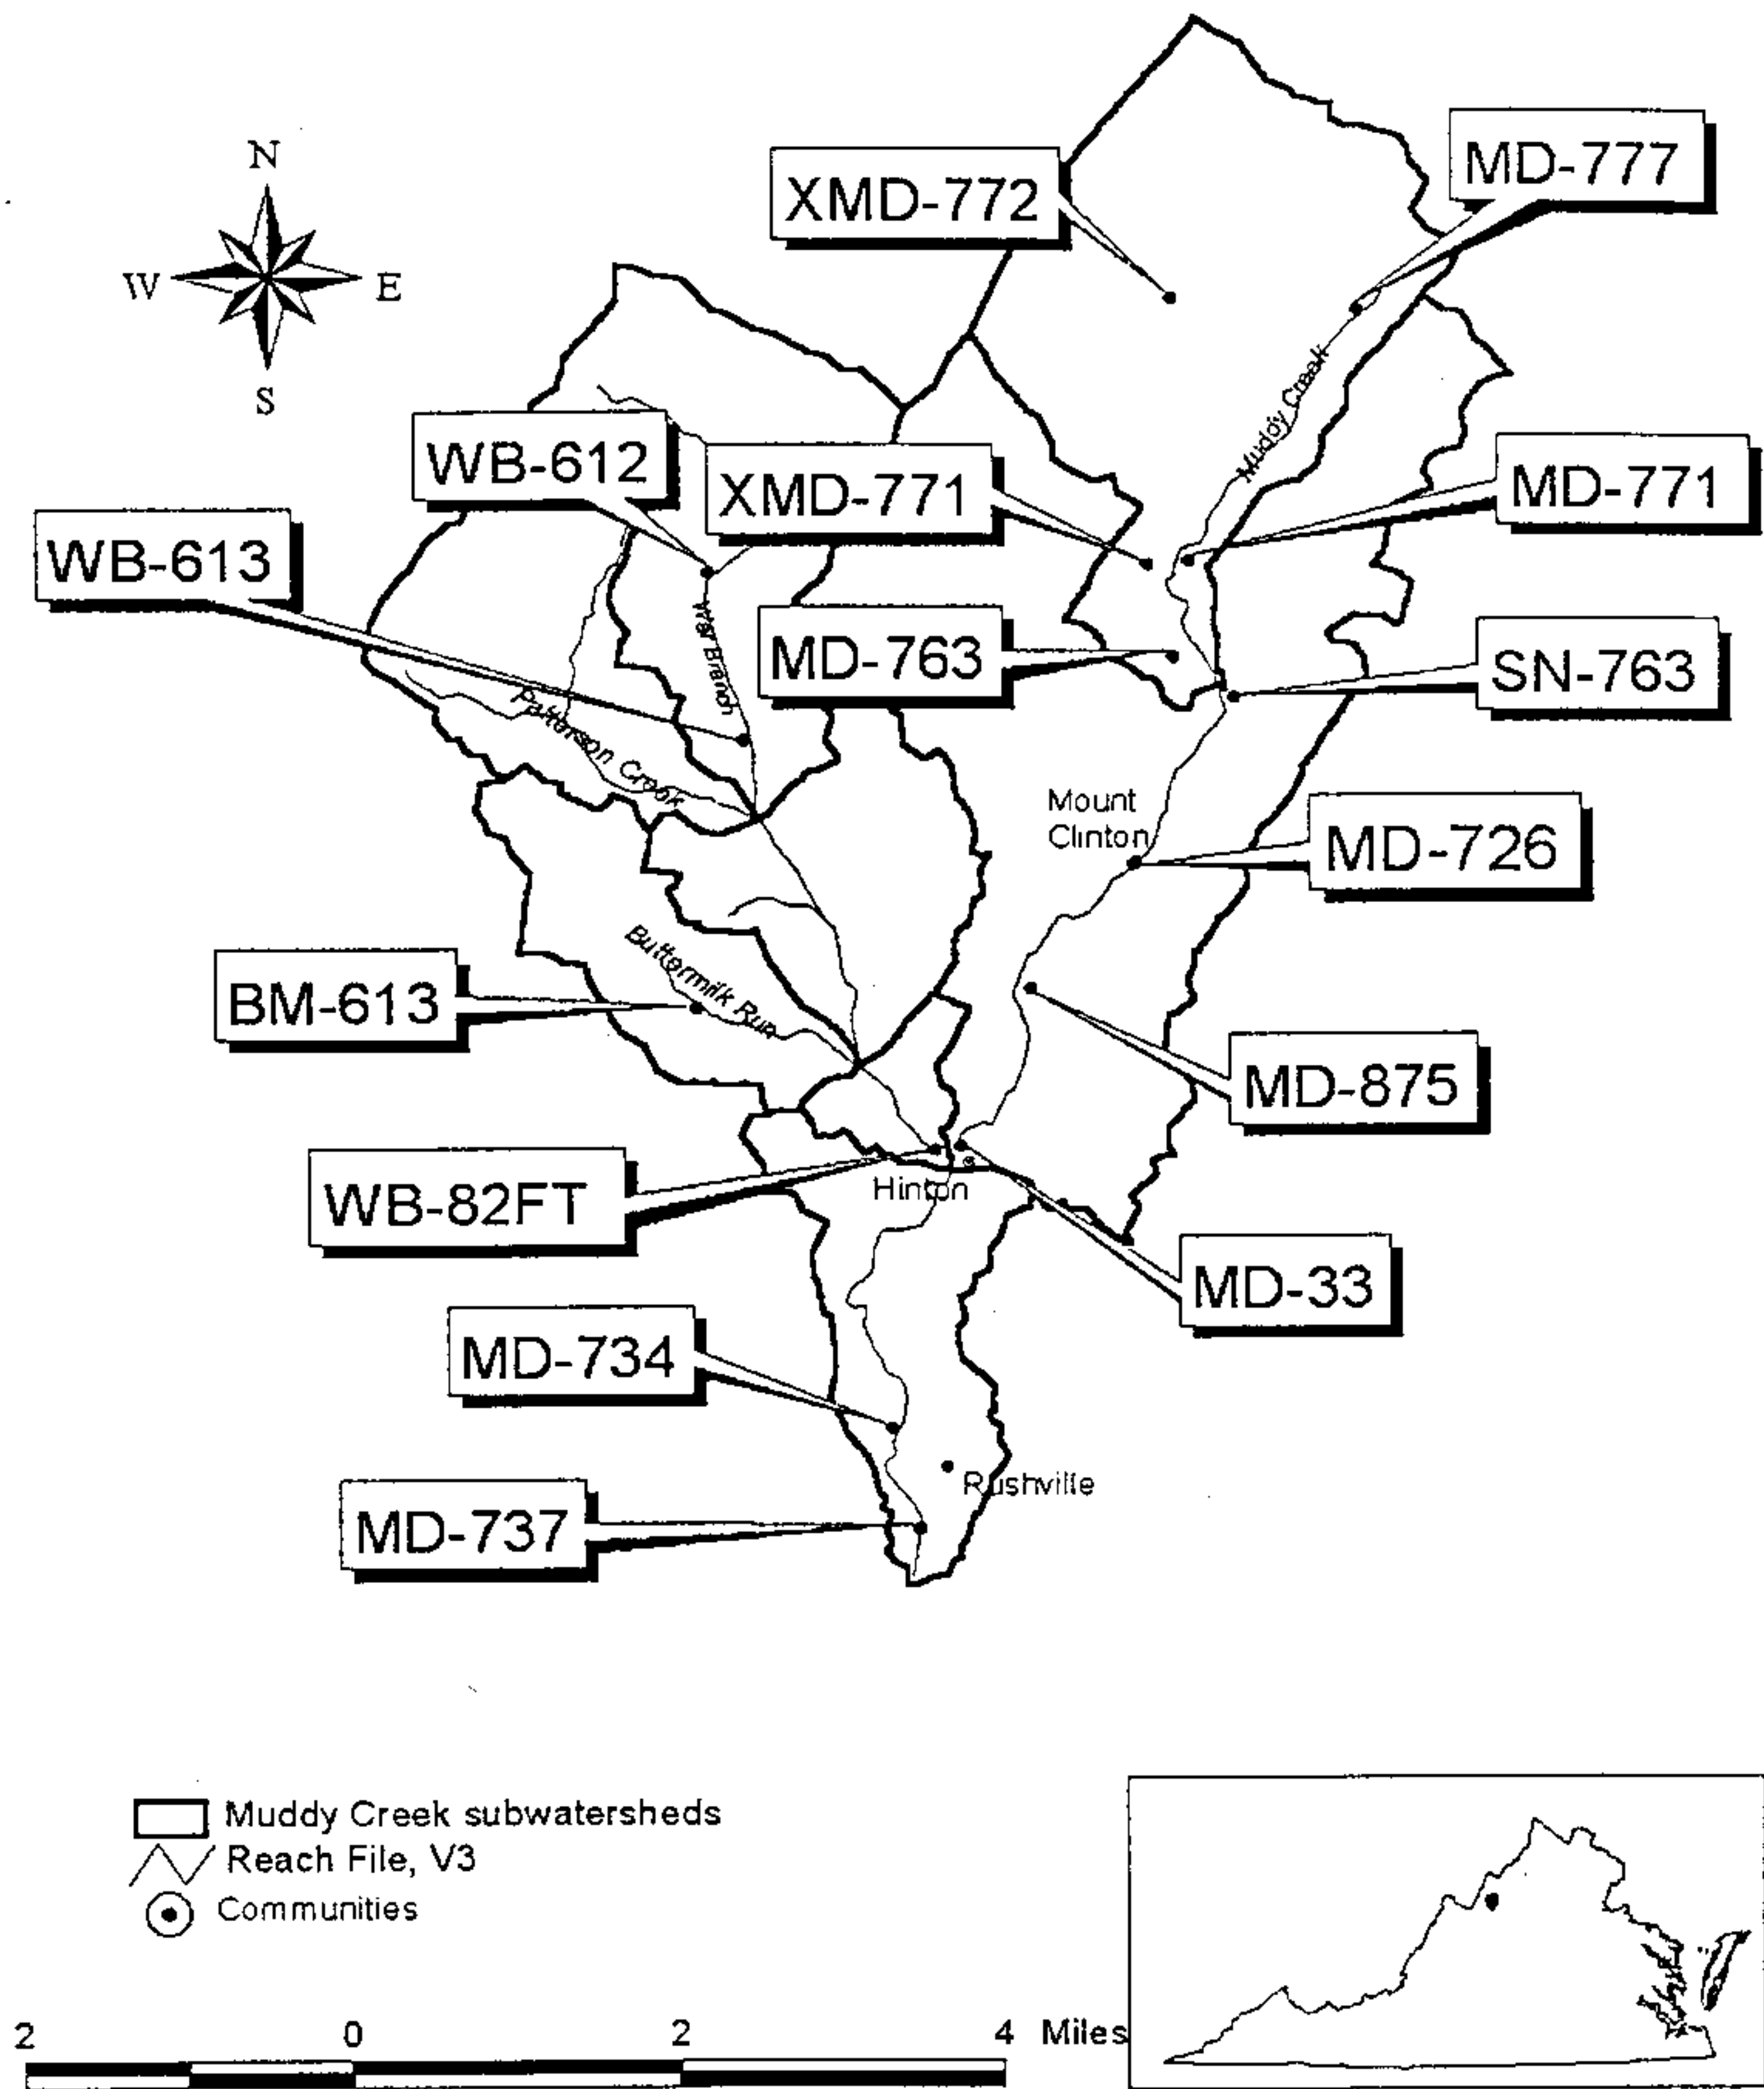 N
W
E
S
XMD-772
MD-777
Muddy Creek
WB-612
XMD-771
MD-771
WB-613
War Branch
MD-763
SN-763
Patterson Creek
Mount
Clinton
MD-726
Buttermilk Run
BM-613
MD-875
WB-82FT
Hinton
MD-33
MD-734
Rushville
MD-737
Muddy Creek subwatersheds
Reach File, V3
Communities
2 0 2 4 Miles